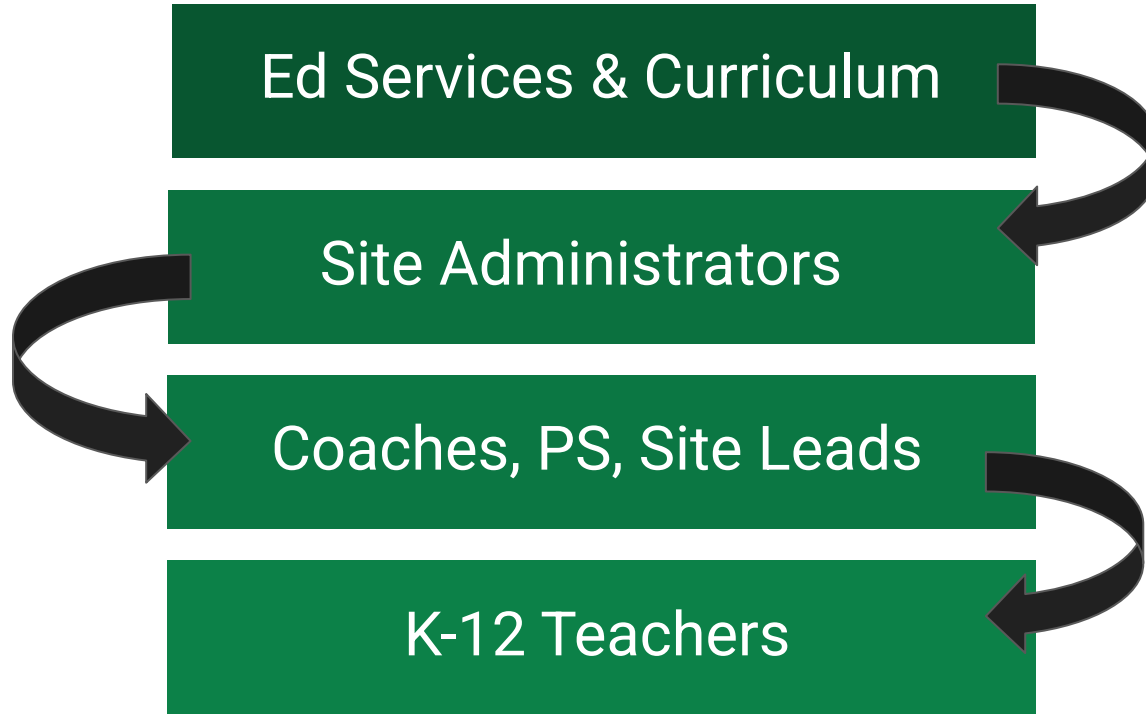 Ed Services & Curriculum
Site Administrators
Coaches, PS, Site Leads
K-12 Teachers